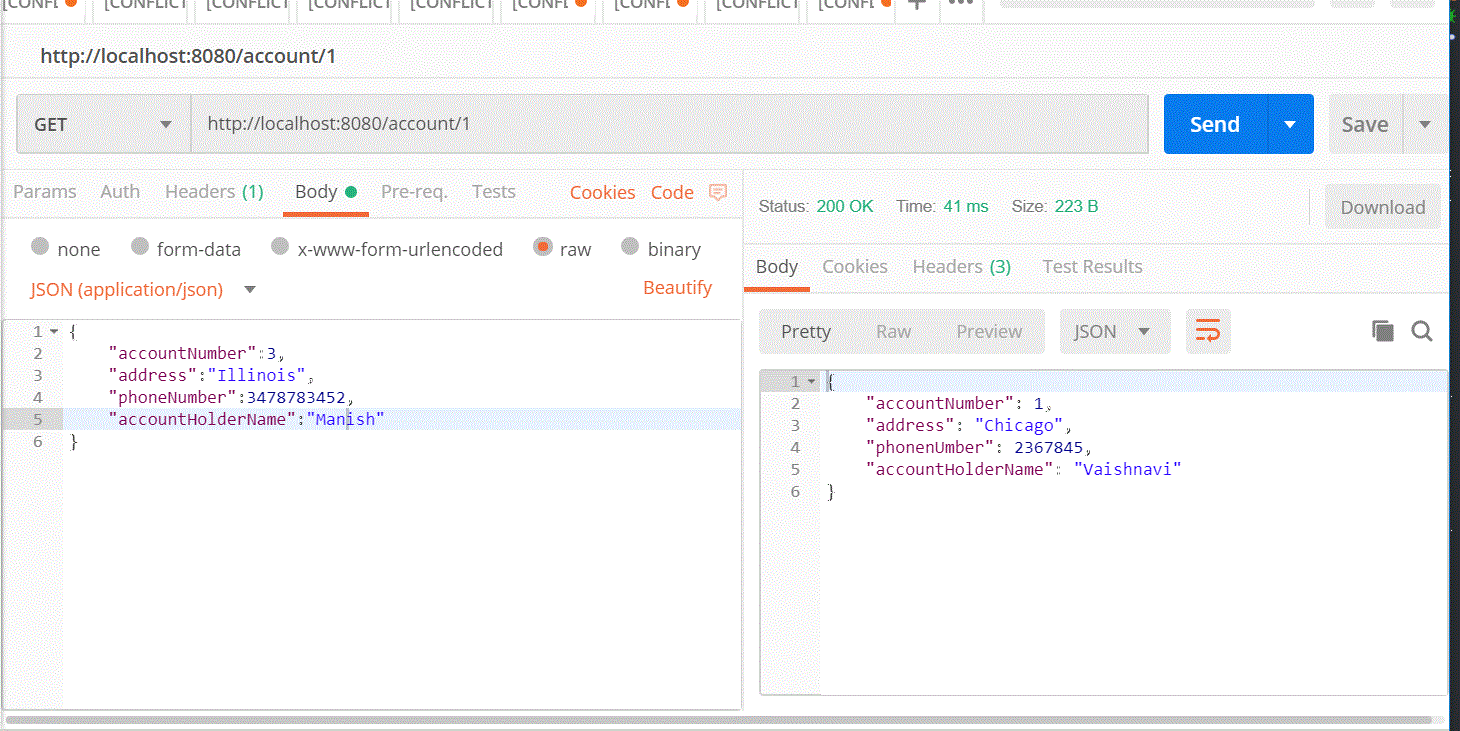 [CONFI [CONFLICT [CONFLICT [CONFLICT [CONFLICT [CONFI [CONFI [CONFLICT [CONFI + •••
http://localhost:8080/account/1
GET http://localhost:8080/account/1 Send Save
Params Auth Headers (1) Body Pre-req. Tests Cookies Code
Status: 200 OK Time: 41 ms Size: 223 B Download
none form-data x-www-form-urlencoded raw binary
Body Cookies Headers (3) Test Results
JSON (application/json) Beautify
Pretty Raw Preview JSON
1 {
2 "accountNumber":3,
3 "address":"Illinois",
4 "phoneNumber":3478783452,
5 "accountHolderName":"Manish"
6 }
1 {
2 "accountNumber": 1,
3 "address": "Chicago",
4 "phonenUmber": 2367845,
5 "accountHolderName": "Vaishnavi"
6 }